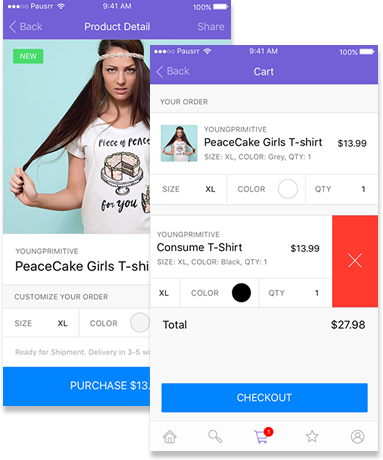 Pausrr 9:41 AM 100%
Back Product Detail Share
NEW
Piece of PEACE
Cake
for you
YOUNGPRIMITIVE
PeaceCake Girls T-shi
CUSTOMIZE YOUR ORDER
SIZE XL COLOR
Ready for Shipment. Delivery in 3-5 wo
PURCHASE $13.
Pausrr 9:41 AM 100%
Back Cart
YOUR ORDER
YOUNGPRIMITIVE
PeaceCake Girls T-shirt $13.99
SIZE: XL, COLOR: Grey, QTY: 1
SIZE XL COLOR QTY 1
YOUNGPRIMITIVE
Consume T-Shirt $13.99
SIZE: XL, COLOR: Black, QTY: 1
XL COLOR QTY 1
Total $27.98
CHECKOUT
1